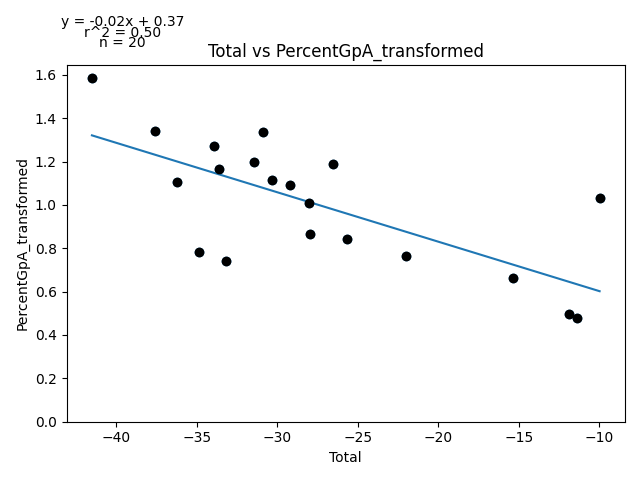 y = -0.02x + 0.37
r^2 = 0.50
n = 20
Total vs PercentGpA_transformed
PercentGpA_transformed
1.6
1.4
1.2
1.0
0.8
0.6
0.4
0.2
0.0
−40 −35 −30 −25 −20 −15 −10
Total